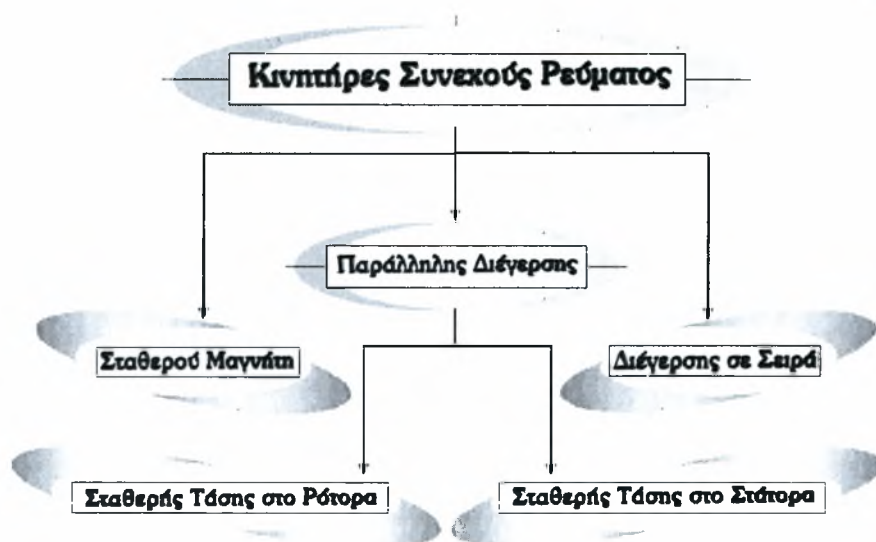 Κινητήρες Συνεχούς Ρεύματος
Παράλληλης Διέγερσης
Σταθερού Μαγνήτη
Διέγερσης σε Σειρά
Σταθερής Τάσης στο Ρότορα
Σταθερής Τάσης στο Στάτορα